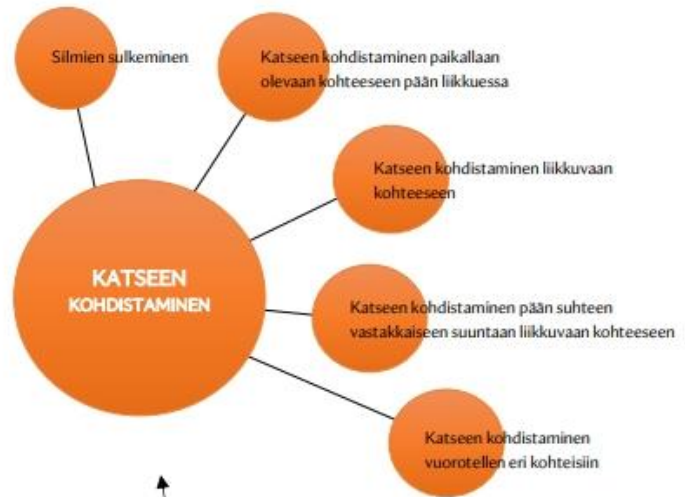 Silmien sulkeminen
Katseen kohdistaminen paikallaan
olevaan kohteeseen pään liikkuessa
Katseen kohdistaminen liikkuvaan
kohteeseen
KATSEEN
KOHDISTAMINEN
Katseen kohdistaminen pään suhteen
vastakkaiseen suuntaan liikkuvaan kohteeseen
Katseen kohdistaminen
vuorotellen eri kohteisiin